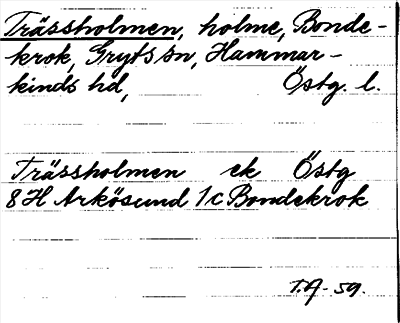 Trässholmen, holme, Bonde-
krok, Gryts sn, Hammar-
kinds hd, Östg. l.
Trässholmen ek Östg
8H Arkösund 1c Bondekrok
T.A-59.